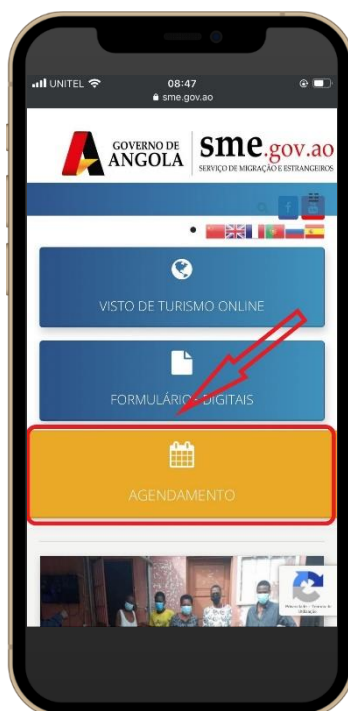 UNITEL
08:47
sme.gov.ao
GOVERNO DE
ANGOLA
sme.gov.ao
SERVIÇO DE MIGRAÇÃO E ESTRANGEIROS
VISTO DE TURISMO ONLINE
FORMULÁRIOS DIGITAIS
AGENDAMENTO